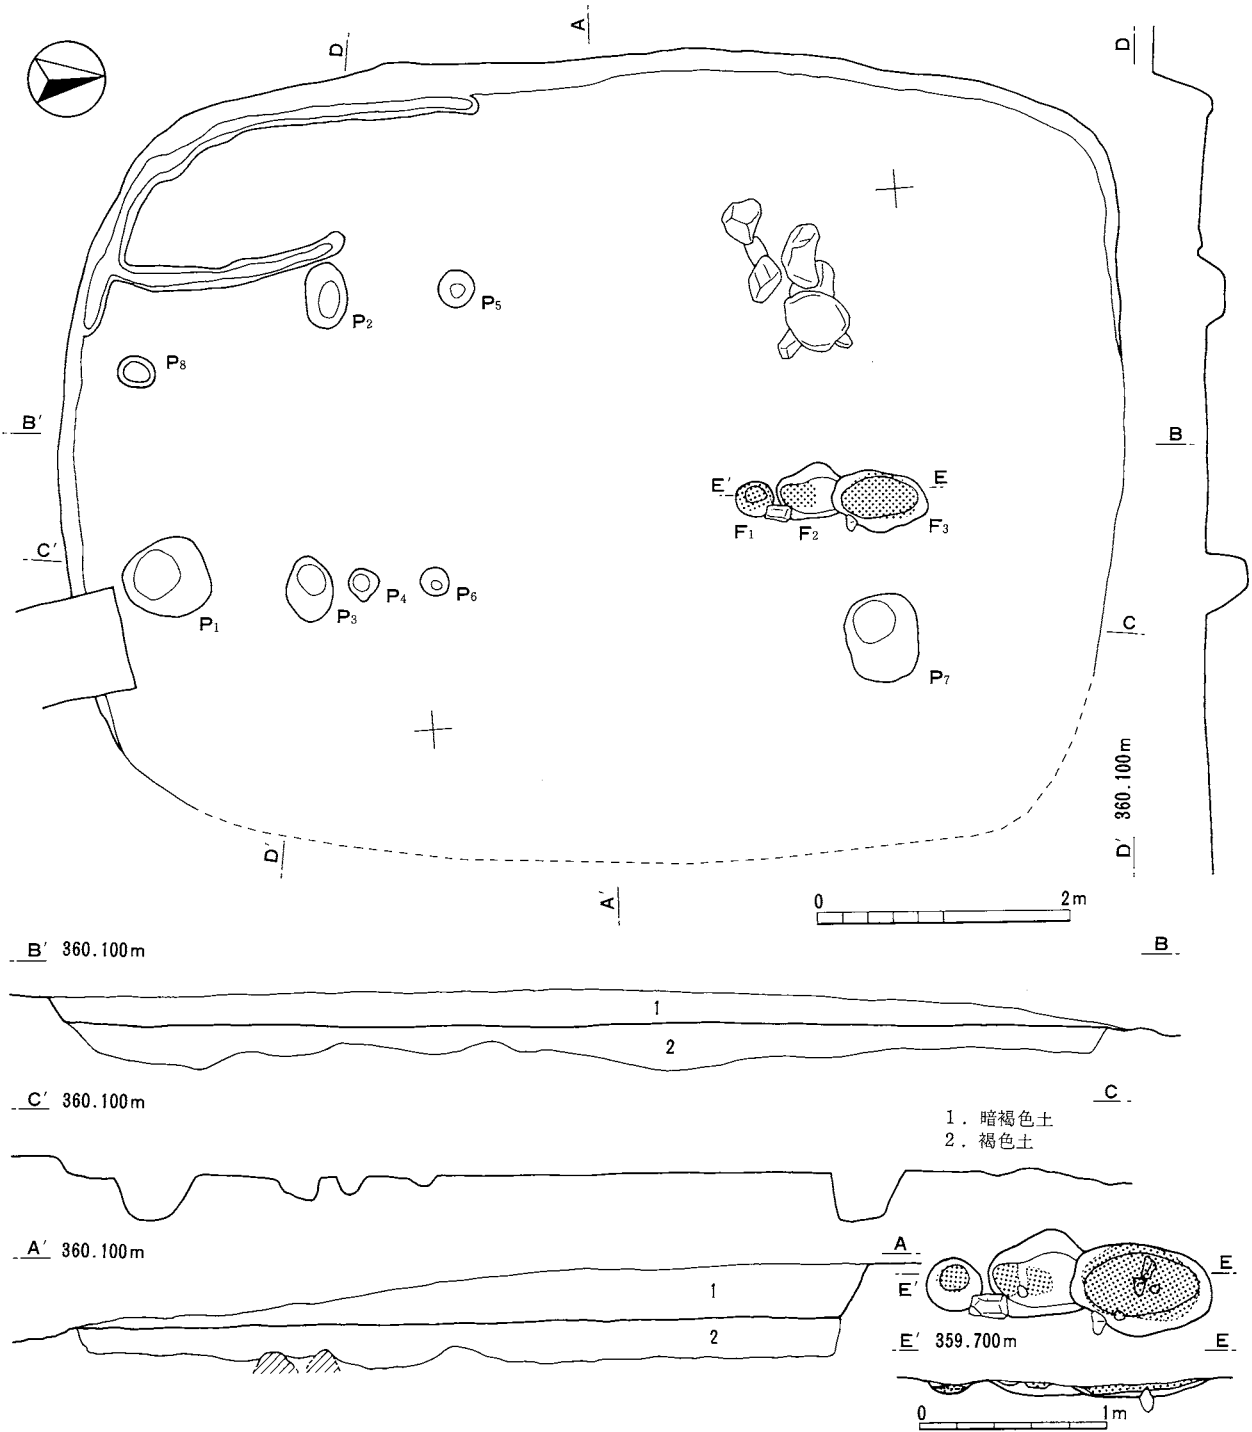 A
D
D
P₅
P₂
P₈
B′
B
E′
E
F₁
F₂
F₃
C′
P₄
P₆
P₃
P₁
C
P₇
D′
A′
D′ 360.100m
0 2m
B′ 360.100m
B
1
2
C′ 360.100m
C
1．暗褐色土
2．褐色土
A′ 360.100m
A
1
2
E′
E
E′ 359.700m
E
0 1m